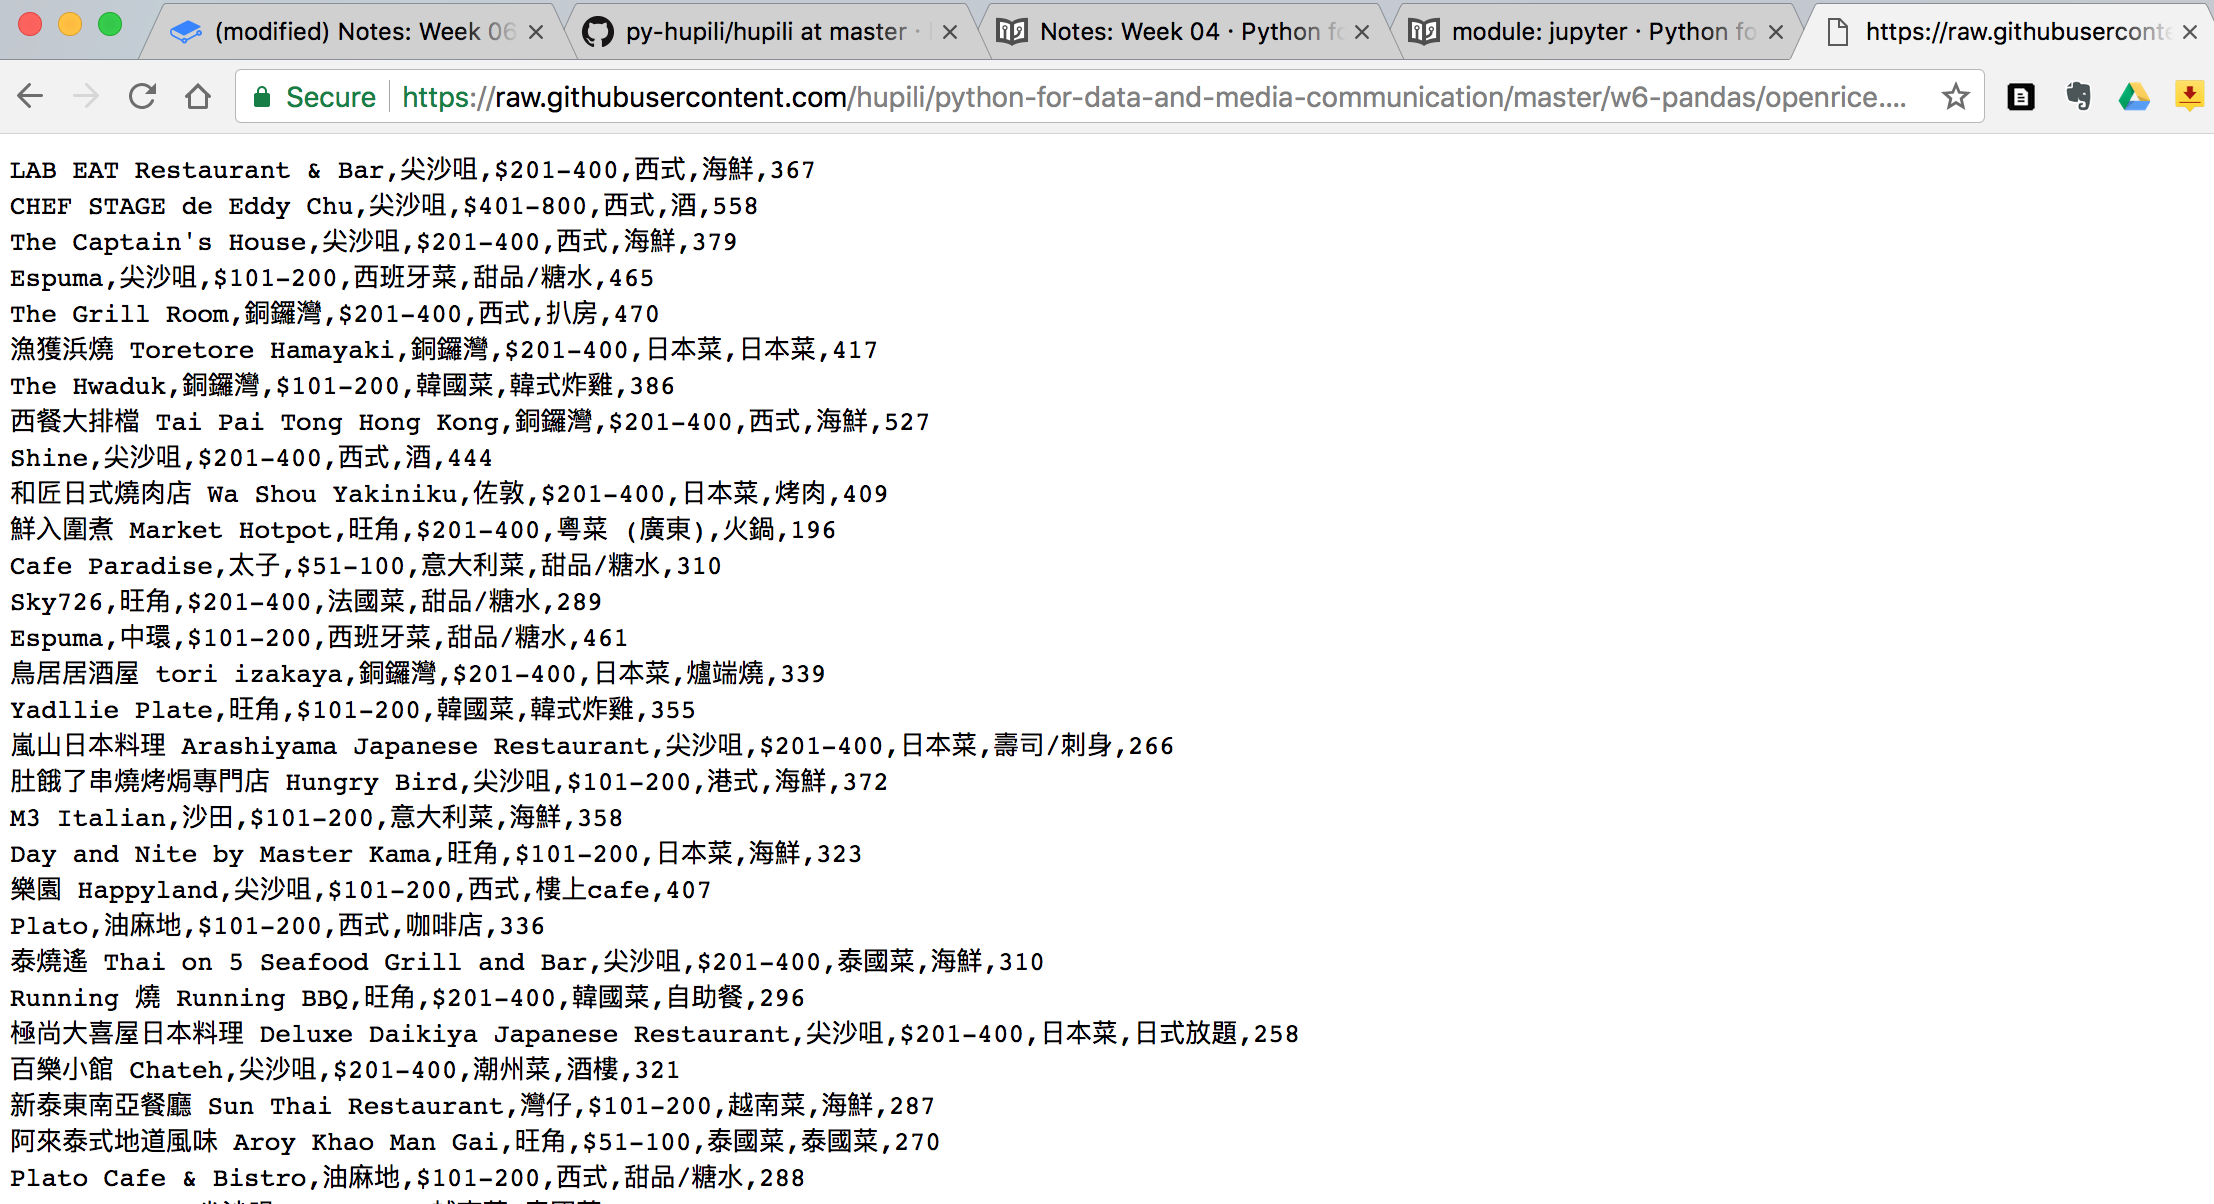 (modified) Notes: Week 06
py-hupili/hupili at master ·
Notes: Week 04 · Python fo
module: jupyter · Python fo
https://raw.githubuserconte
Secure https://raw.githubusercontent.com/hupili/python-for-data-and-media-communication/master/w6-pandas/openrice....
LAB EAT Restaurant & Bar,尖沙咀,$201-400,西式,海鮮,367
CHEF STAGE de Eddy Chu,尖沙咀,$401-800,西式,酒,558
The Captain's House,尖沙咀,$201-400,西式,海鮮,379
Espuma,尖沙咀,$101-200,西班牙菜,甜品/糖水,465
The Grill Room,銅鑼灣,$201-400,西式,扒房,470
漁獲浜燒 Toretore Hamayaki,銅鑼灣,$201-400,日本菜,日本菜,417
The Hwaduk,銅鑼灣,$101-200,韓國菜,韓式炸雞,386
西餐大排檔 Tai Pai Tong Hong Kong,銅鑼灣,$201-400,西式,海鮮,527
Shine,尖沙咀,$201-400,西式,酒,444
和匠日式燒肉店 Wa Shou Yakiniku,佐敦,$201-400,日本菜,烤肉,409
鮮入圍煮 Market Hotpot,旺角,$201-400,粵菜 (廣東),火鍋,196
Cafe Paradise,太子,$51-100,意大利菜,甜品/糖水,310
Sky726,旺角,$201-400,法國菜,甜品/糖水,289
Espuma,中環,$101-200,西班牙菜,甜品/糖水,461
鳥居居酒屋 tori izakaya,銅鑼灣,$201-400,日本菜,爐端燒,339
Yadllie Plate,旺角,$101-200,韓國菜,韓式炸雞,355
嵐山日本料理 Arashiyama Japanese Restaurant,尖沙咀,$201-400,日本菜,壽司/刺身,266
肚餓了串燒烤焗專門店 Hungry Bird,尖沙咀,$101-200,港式,海鮮,372
M3 Italian,沙田,$101-200,意大利菜,海鮮,358
Day and Nite by Master Kama,旺角,$101-200,日本菜,海鮮,323
樂園 Happyland,尖沙咀,$101-200,西式,樓上cafe,407
Plato,油麻地,$101-200,西式,咖啡店,336
泰燒遙 Thai on 5 Seafood Grill and Bar,尖沙咀,$201-400,泰國菜,海鮮,310
Running 燒 Running BBQ,旺角,$201-400,韓國菜,自助餐,296
極尚大喜屋日本料理 Deluxe Daikiya Japanese Restaurant,尖沙咀,$201-400,日本菜,日式放題,258
百樂小館 Chateh,尖沙咀,$201-400,潮州菜,酒樓,321
新泰東南亞餐廳 Sun Thai Restaurant,灣仔,$101-200,越南菜,海鮮,287
阿來泰式地道風味 Aroy Khao Man Gai,旺角,$51-100,泰國菜,泰國菜,270
Plato Cafe & Bistro,油麻地,$101-200,西式,甜品/糖水,288